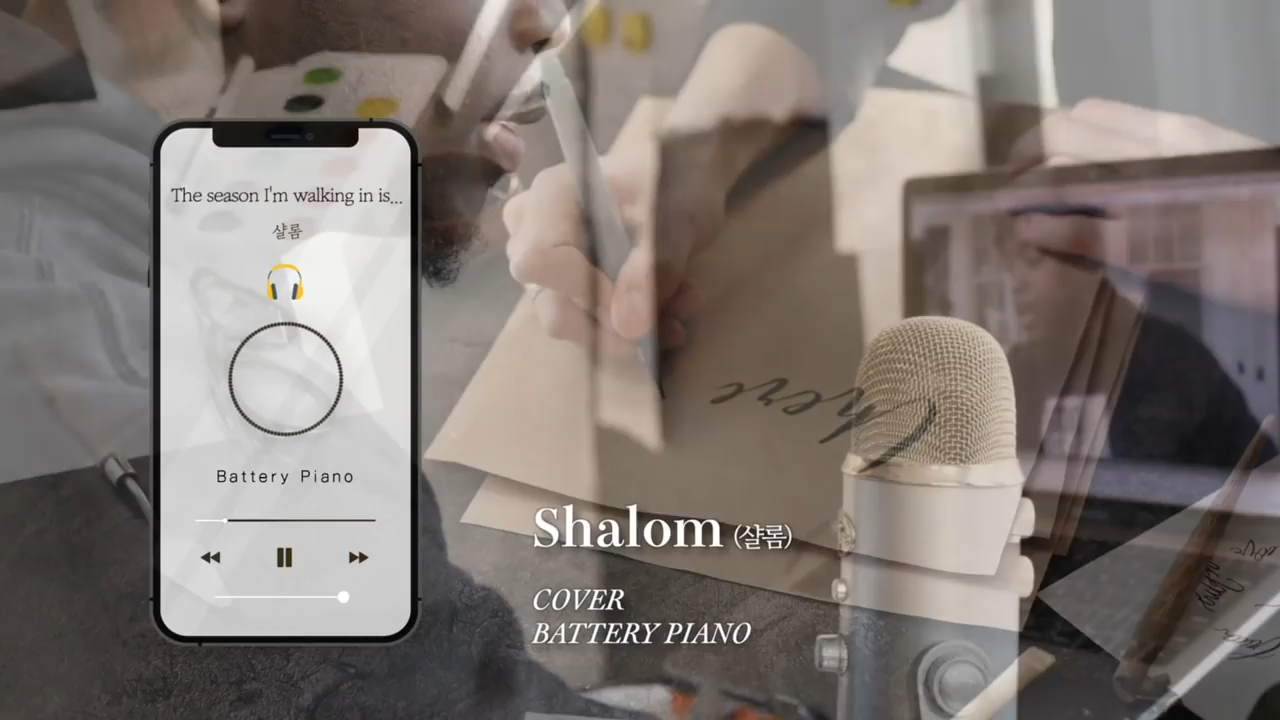 The season I'm walking in is...
샬롬
Battery Piano
Shalom (샬롬)
COVER
BATTERY PIANO